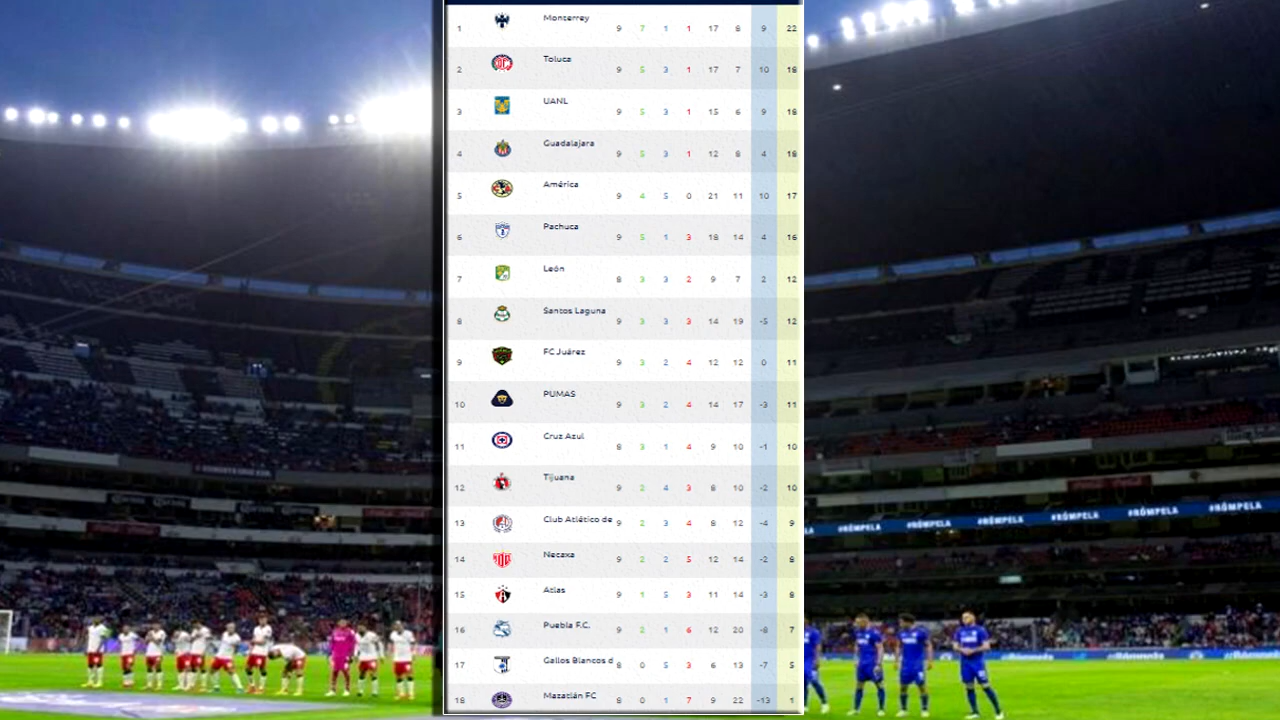 1 Monterrey 9 7 1 1 17 8 9 22
2 Toluca 9 5 3 1 17 7 10 18
3 UANL 9 5 3 1 15 6 9 18
4 Guadalajara 9 5 3 1 12 8 4 18
5 América 9 4 5 0 21 11 10 17
6 Pachuca 9 5 1 3 18 14 4 16
7 León 8 3 3 2 9 7 2 12
8 Santos Laguna 9 3 3 3 14 19 -5 12
9 FC Juárez 9 3 2 4 12 12 0 11
10 PUMAS 9 3 2 4 14 17 -3 11
11 Cruz Azul 8 3 1 4 9 10 -1 10
12 Tijuana 9 2 4 3 8 10 -2 10
13 Club Atlético de 9 2 3 4 8 12 -4 9
14 Necaxa 9 2 2 5 12 14 -2 8
15 Atlas 9 1 5 3 11 14 -3 8
16 Puebla F.C. 9 2 1 6 12 20 -8 7
17 Gallos Blancos d 8 0 5 3 6 13 -7 5
18 Mazatlán FC 8 0 1 7 9 22 -13 1
#RÓMPELA #RÓMPELA #RÓMPELA #RÓMPELA #RÓMPELA #RÓMPELA